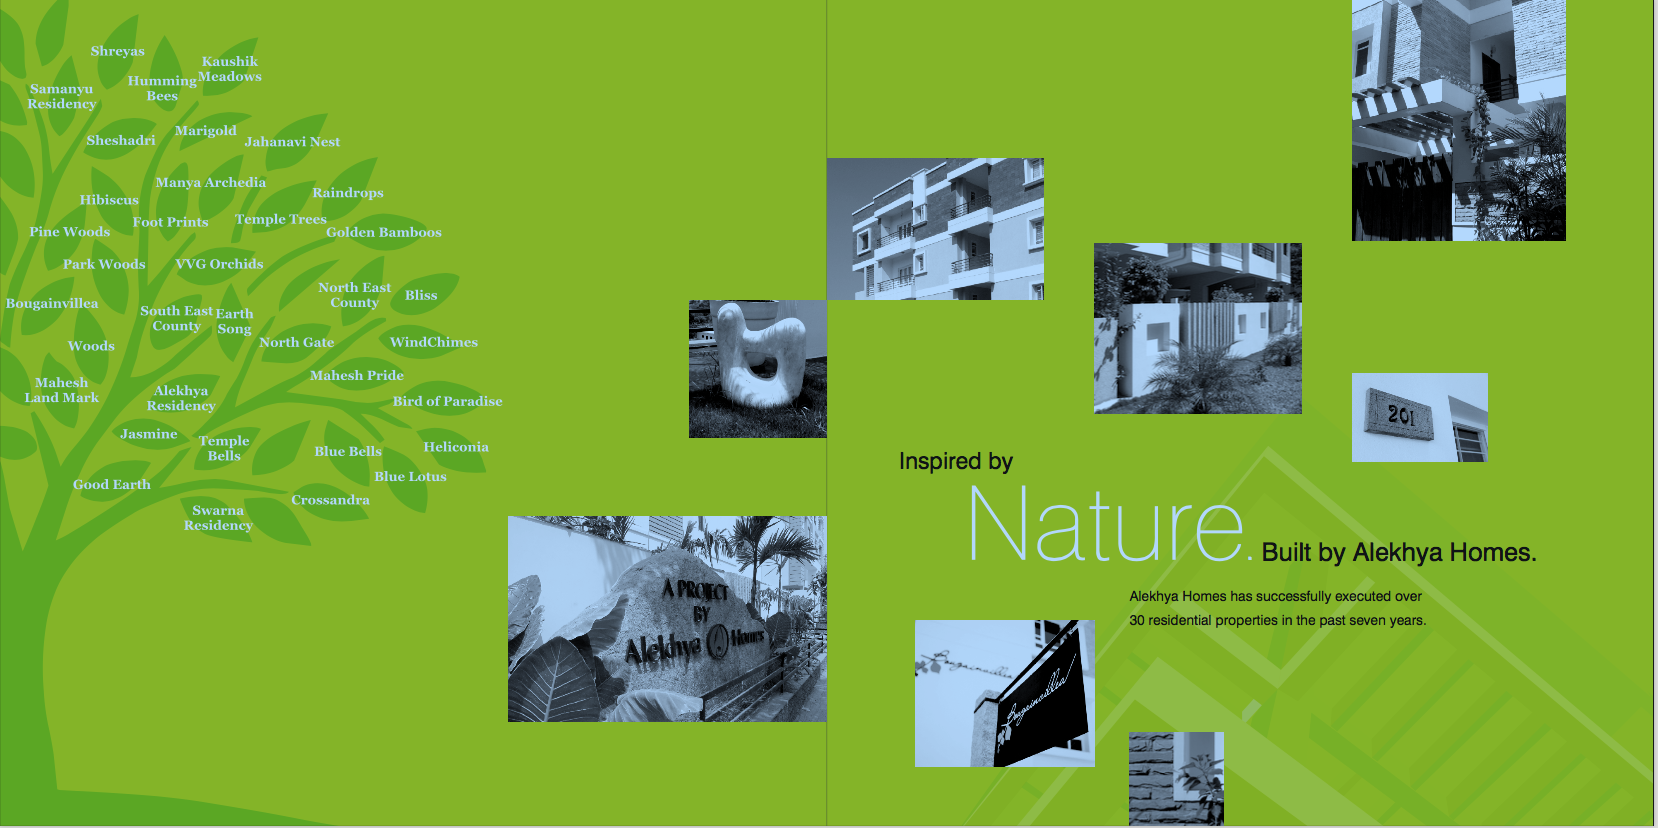 Shreyas
Kaushik
Meadows
Humming
Bees
Samanyu
Residency
Marigold
Sheshadri
Jahanavi Nest
Manya Archedia
Raindrops
Hibiscus
Foot Prints
Temple Trees
Pine Woods
Golden Bamboos
Park Woods
VVG Orchids
North East
County
Bliss
Bougainvillea
South East
County
Earth
Song
Woods
North Gate
WindChimes
Mahesh
Land Mark
Mahesh Pride
Alekhya
Residency
Bird of Paradise
Jasmine
Temple
Bells
Blue Bells
Heliconia
Good Earth
Blue Lotus
Crossandra
Swarna
Residency
A PROJECT
BY
Alekhya Homes
201
Inspired by
Nature.
Built by Alekhya Homes.
Alekhya Homes has successfully executed over
30 residential properties in the past seven years.
Bougainvillea
Bougainvillea